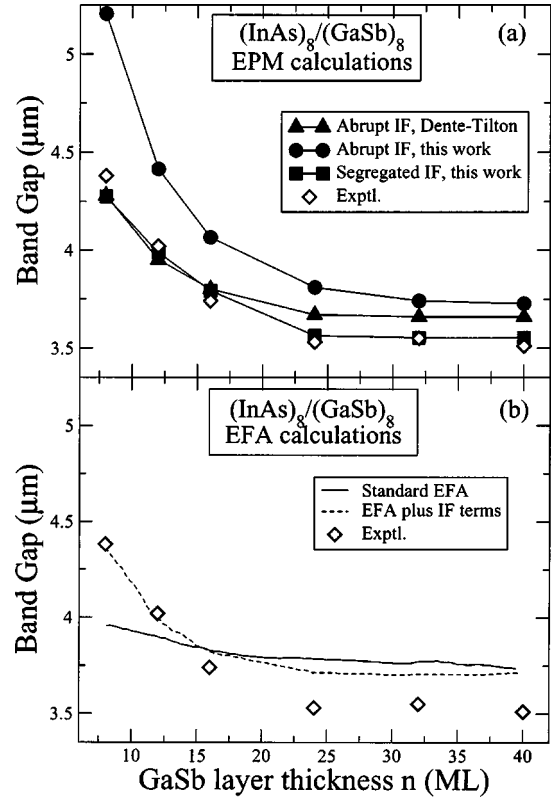 (InAs)8/(GaSb)8
EPM calculations
(a)
Abrupt IF, Dente-Tilton
Abrupt IF, this work
Segregated IF, this work
Exptl.
Band Gap (μm)
5
4.5
4
3.5
(InAs)8/(GaSb)8
EFA calculations
(b)
Standard EFA
EFA plus IF terms
Exptl.
Band Gap (μm)
5
4.5
4
3.5
10 15 20 25 30 35 40
GaSb layer thickness n (ML)